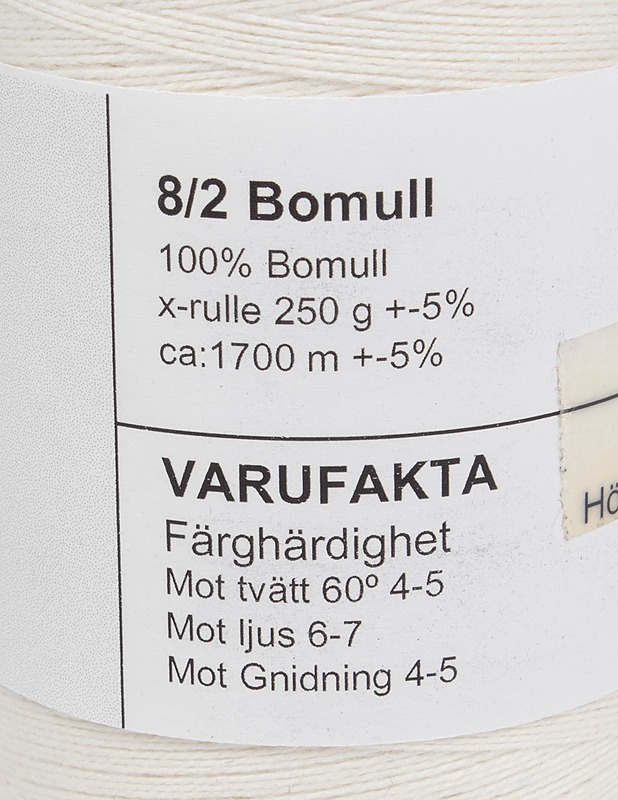 8/2 Bomull
100% Bomull
x-rulle 250 g +-5%
ca:1700 m +-5%
VARUFAKTA
Färghärdighet
Mot tvätt 60º 4-5
Mot ljus 6-7
Mot Gnidning 4-5